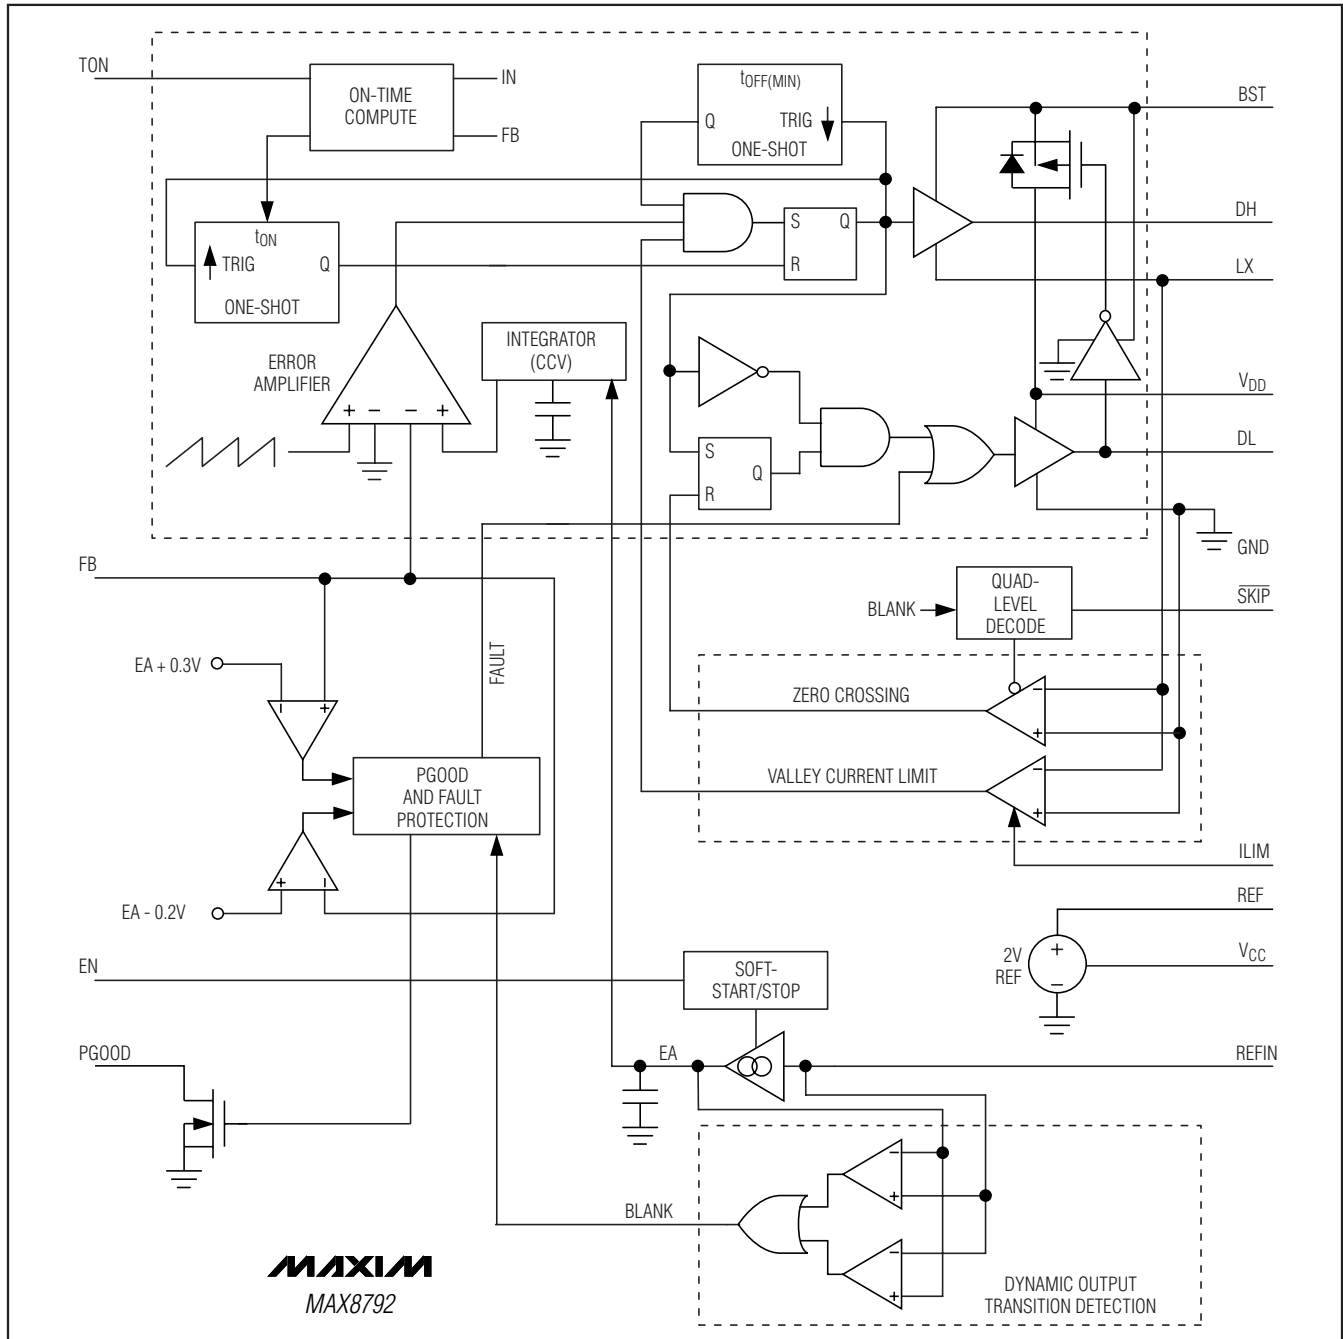 TON
ON-TIME
COMPUTE
IN
FB
tOFF(MIN)
Q TRIG
ONE-SHOT
BST
tON
TRIG Q
ONE-SHOT
S Q
R
DH
LX
ERROR
AMPLIFIER
+ − − +
INTEGRATOR
(CCV)
S
Q
R
VDD
DL
GND
FB
BLANK
QUAD-
LEVEL
DECODE
SKIP
EA + 0.3V
− +
FAULT
ZERO CROSSING
−
+
VALLEY CURRENT LIMIT
−
+
PGOOD
AND FAULT
PROTECTION
+ −
EA - 0.2V
ILIM
REF
2V
REF
+
−
VCC
EN
SOFT-
START/STOP
PGOOD
EA
REFIN
−
+
BLANK
−
+
DYNAMIC OUTPUT
TRANSITION DETECTION
MAXIM
MAX8792